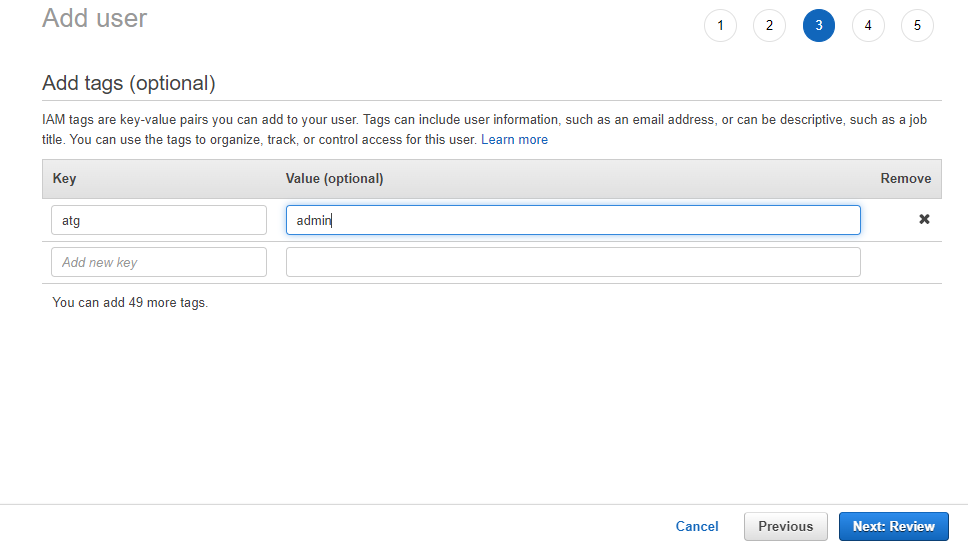 Add user
1 2 3 4 5
Add tags (optional)
IAM tags are key-value pairs you can add to your user. Tags can include user information, such as an email address, or can be descriptive, such as a job
title. You can use the tags to organize, track, or control access for this user. Learn more
Key Value (optional) Remove
atg admin ✖
Add new key
You can add 49 more tags.
Cancel Previous Next: Review